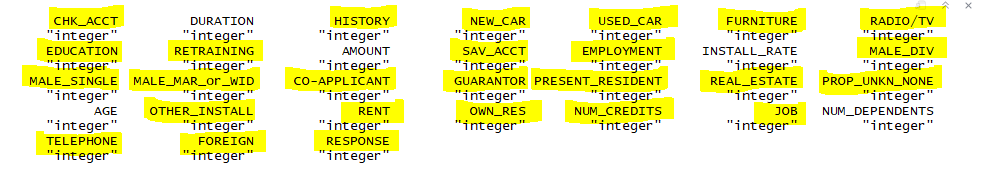 CHK_ACCT DURATION HISTORY NEW_CAR USED_CAR FURNITURE RADIO/TV
"integer" "integer" "integer" "integer" "integer" "integer" "integer"
EDUCATION RETRAINING AMOUNT SAV_ACCT EMPLOYMENT INSTALL_RATE MALE_DIV
"integer" "integer" "integer" "integer" "integer" "integer" "integer"
MALE_SINGLE MALE_MAR_or_WID CO-APPLICANT GUARANTOR PRESENT_RESIDENT REAL_ESTATE PROP_UNKN_NONE
"integer" "integer" "integer" "integer" "integer" "integer" "integer"
AGE OTHER_INSTALL RENT OWN_RES NUM_CREDITS JOB NUM_DEPENDENTS
"integer" "integer" "integer" "integer" "integer" "integer" "integer"
TELEPHONE FOREIGN RESPONSE
"integer" "integer" "integer"